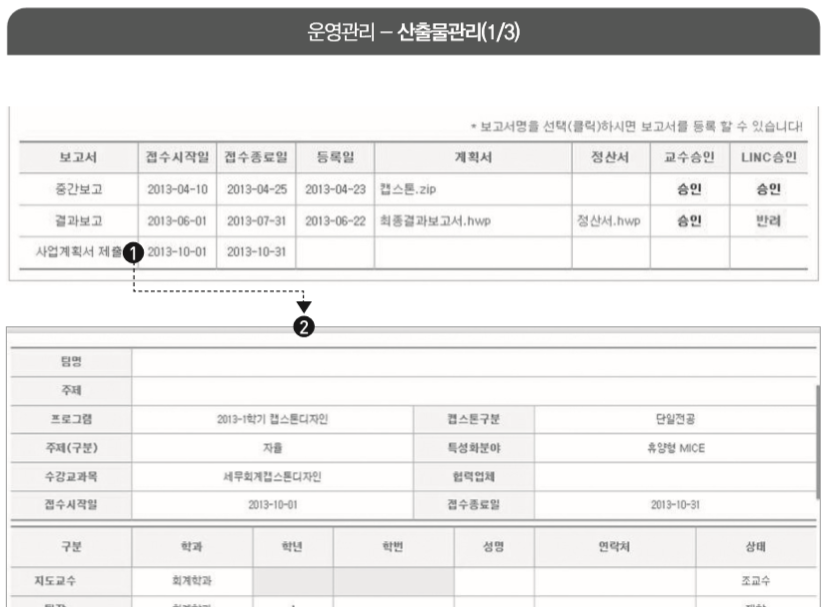 운영관리 – 산출물관리(1/3)
* 보고서명을 선택(클릭)하시면 보고서를 등록 할 수 있습니다!
보고서 접수시작일 접수종료일 등록일 계획서 정산서 교수승인 LINC승인
중간보고 2013-04-10 2013-04-25 2013-04-23 캡스톤.zip 승인 승인
결과보고 2013-06-01 2013-07-31 2013-06-22 최종결과보고서.hwp 정산서.hwp 승인 반려
사업계획서 제출 1 2013-10-01 2013-10-31
2
팀명
주제
프로그램 2013-1학기 캡스톤디자인 캡스톤구분 단일전공
주제(구분) 자율 특성화분야 휴양형 MICE
수강교과목 세무회계캡스톤디자인 협력업체
접수시작일 2013-10-01 접수종료일 2013-10-31
구분 학과 학년 학번 성명 연락처 상태
지도교수 회계학과 조교수